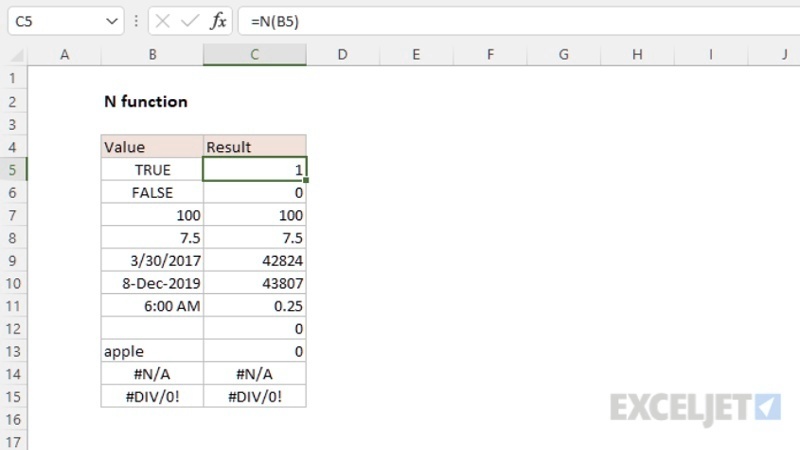 C5 fx =N(B5)
A B C D E F G H I J
1
2 N function
3
4 Value Result
5 TRUE 1
6 FALSE 0
7 100 100
8 7.5 7.5
9 3/30/2017 42824
10 8-Dec-2019 43807
11 6:00 AM 0.25
12 0
13 apple 0
14 #N/A #N/A
15 #DIV/0! #DIV/0!
16
17
EXCELJET